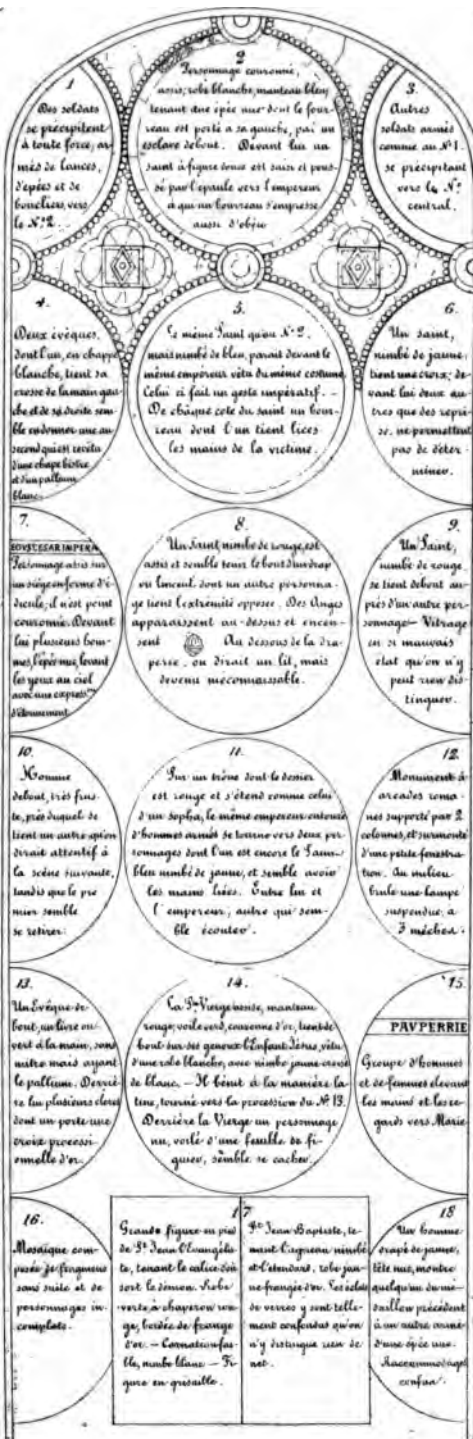 1
Des soldats
se précipitent
à toute force, ar-
més de lances,
d'épées et de
boucliers, vers
le N° 2.
2
Personnage couronné,
assis; robe blanche, manteau bleu,
tenant une épée nue dont le four-
reau est porté à sa gauche, par un
esclave debout. Devant lui un
saint à figure douce est saisi et pous-
sé par l'épaule vers l'empereur
à qui un bourreau s'empresse
aussi d'obéir
3.
Autres
soldats armés
comme au N° 1.
se précipitant
vers le N°
central.
4.
Deux évêques,
dont l'un, en chappe
blanche, tient sa
crosse de la main gau-
che et de sa droite sem-
ble en donner une au
second qui est revêtu
d'une chape bistre
et d'un pallium
blanc.
5.
Le même Saint qu'au N° 2.
mais nimbé de bleu, parait devant le
même empereur vêtu du même costume
Celui ci fait un geste impératif. -
De chaque coté du saint un bour-
reau dont l'un tient liées
les mains de la victime.
6.
Un saint,
nimbé de jaune,
tient une croix; de-
vant lui deux au-
tres que des repri-
ses ne permettent
pas de déter-
miner.
7.
EOVSCESAR IMPERA
Personnage assis sur
un siège en forme d'é-
dicule; il n'est point
couronné. Devant
lui plusieurs hom-
mes, l'épée nue, levant
les yeux au ciel
avec une express.on
d'étonnement
8.
Un Saint, nimbé de rouge, est
assis et semble tenir le bout d'un drap
ou linceul dont un autre personna-
ge tient l'extrémité opposée. Des Anges
apparaissent au-dessus et encen-
sent Au dessous de la dra-
perie, on dirait un lit, mais
devenu méconnaissable.
9.
Un Saint,
nimbé de rouge
se tient debout au-
près d'un autre per-
sonnage - Vitrage
en si mauvais
état qu'on n'y
peut rien dis-
tinguer.
10.
Homme
debout, très frus-
te, près duquel se
tient un autre qu'on
dirait attentif à
la scène suivante,
tandis que le pre-
mier semble
se retirer.
11.
Sur un trône dont le dossier
est rouge et s'étend comme celui
d'un sopha, le même empereur entouré
d'hommes armés se tourne vers deux per-
sonnages dont l'un est encore le Saint
bleu nimbé de jaune, et semble avoir
les mains liées. Entre lui et
l'empereur, autre qui sem-
ble écouter.
12.
Monument à
arcades roma-
nes supporté par 2
colonnes, et surmonté
d'une petite fenestra-
tion. Au milieu
brule une lampe
suspendue, à
3 mèches.
13.
Un Evêque de-
bout, un livre ou-
vert à la main, sans
mitre mais ayant
le pallium. Derriè-
re lui plusieurs clercs
dont un porte une
croix processi-
onnelle d'or.
14.
La Ste Vierge assise, manteau
rouge, voile verd, couronne d'or, tient de-
bout sur ses genoux l'Enfant Jésus, vêtu
d'une robe blanche, avec nimbe jaune croisé
de blanc. - Il bénit à la manière la-
tine, tourné vers la procession du N° 13.
Derrière la Vierge un personnage
nu, voilé d'une feuille de fi-
guier, semble se cacher.
15.
PAVPERRIE
Groupe d'hommes
et de femmes élevant
les mains et les re-
gards vers Marie
16.
Mosaïque com-
posée de fragmens
sans suite et de
personnages in-
complets.
17
Grande figure en pied
de St Jean l'Evangélis-
te, tenant le calice d'où
sort le démon. Robe
verte, chaperon rou-
ge, bordée de frange
d'or. - Carnation fai-
ble, nimbe blanc - Fi-
gure en grisaille.
St Jean Baptiste, te-
nant l'agneau nimbé
et l'étendard, robe jau-
ne frangée d'or. Les éclats
de verres y sont telle-
ment confondus qu'on
n'y distingue rien de
net.
18
Un homme
drapé de jaune,
tête nue, montre
quelqu'un du mé-
daillon précédent
à un autre armé
d'une épée nue.
Raccommodages
confus.